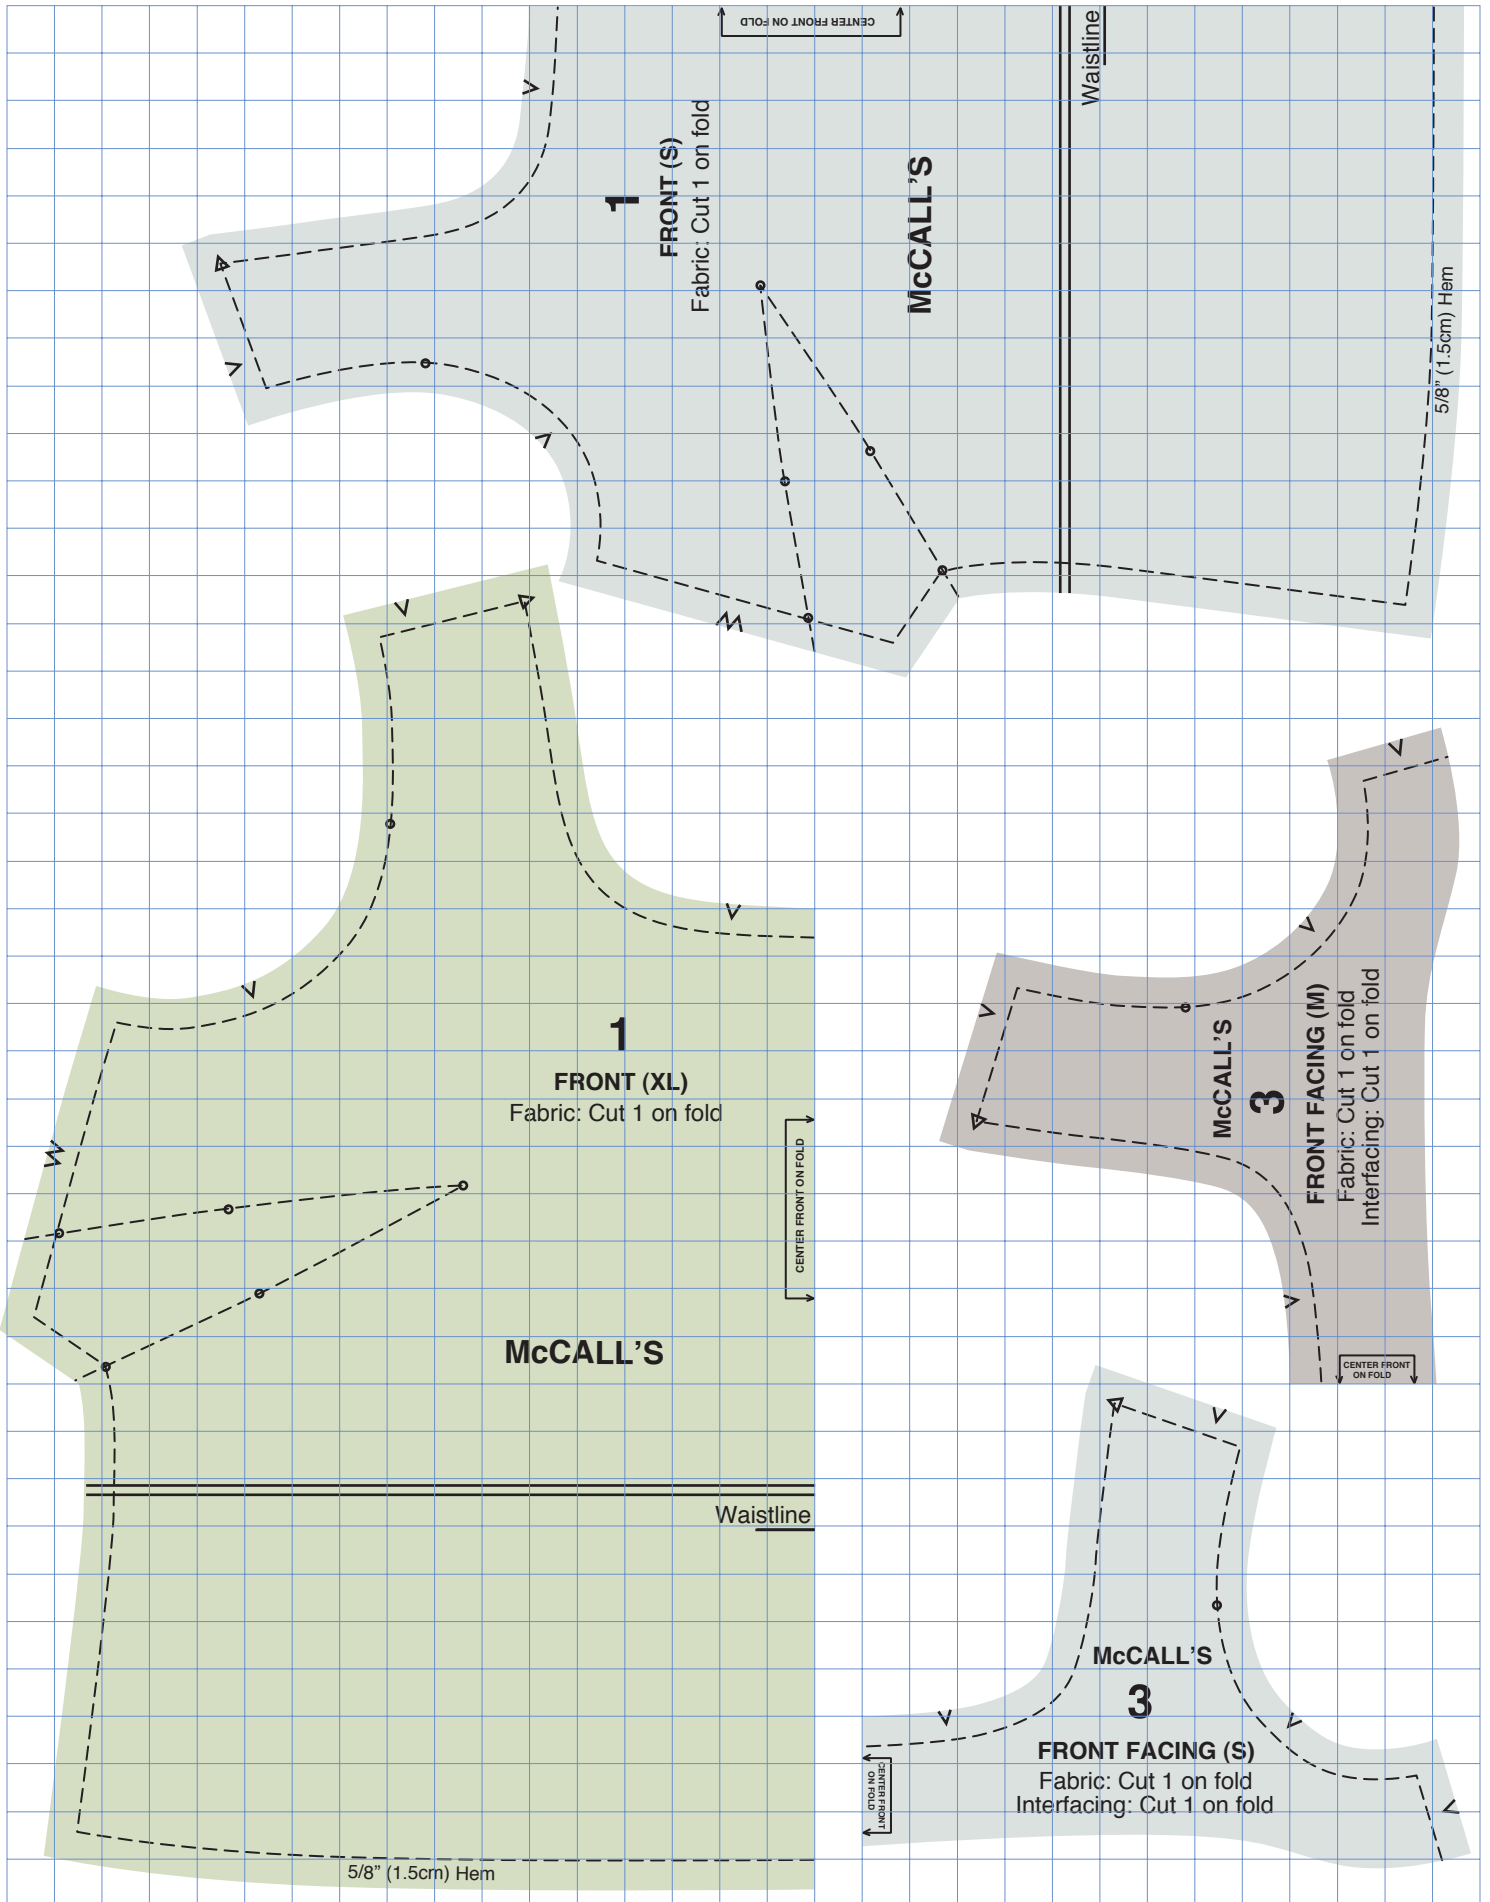 CENTER FRONT ON FOLD
Waistline
1
FRONT (S)
Fabric: Cut 1 on fold
McCALL’S
5/8” (1.5cm) Hem
1
FRONT (XL)
Fabric: Cut 1 on fold
CENTER FRONT ON FOLD
McCALL’S
Waistline
5/8” (1.5cm) Hem
McCALL’S
3
FRONT FACING (M)
Fabric: Cut 1 on fold
Interfacing: Cut 1 on fold
CENTER FRONT
ON FOLD
McCALL’S
3
FRONT FACING (S)
Fabric: Cut 1 on fold
Interfacing: Cut 1 on fold
CENTER FRONT
ON FOLD